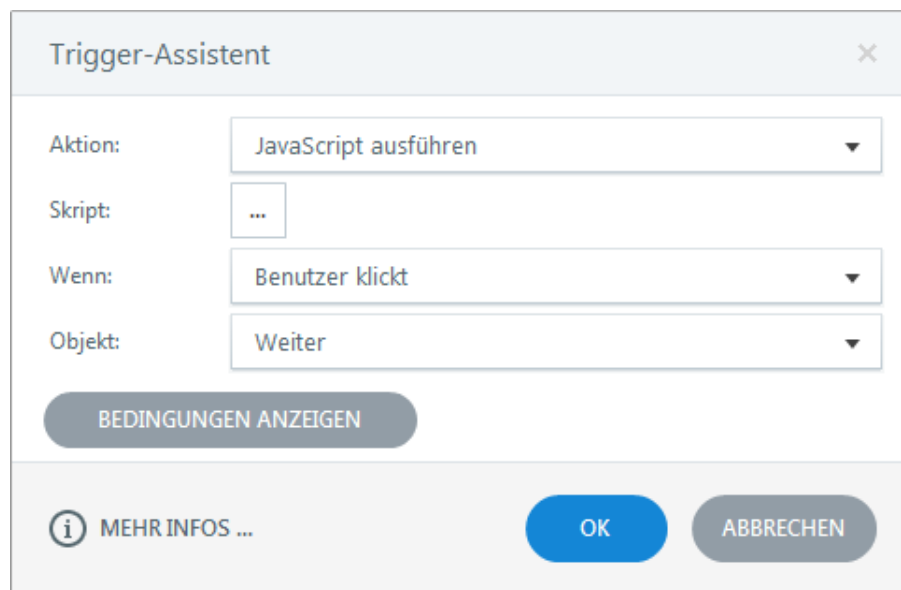 Trigger-Assistent
Aktion: JavaScript ausführen
Skript: ...
Wenn: Benutzer klickt
Objekt: Weiter
BEDINGUNGEN ANZEIGEN
MEHR INFOS ... OK ABBRECHEN